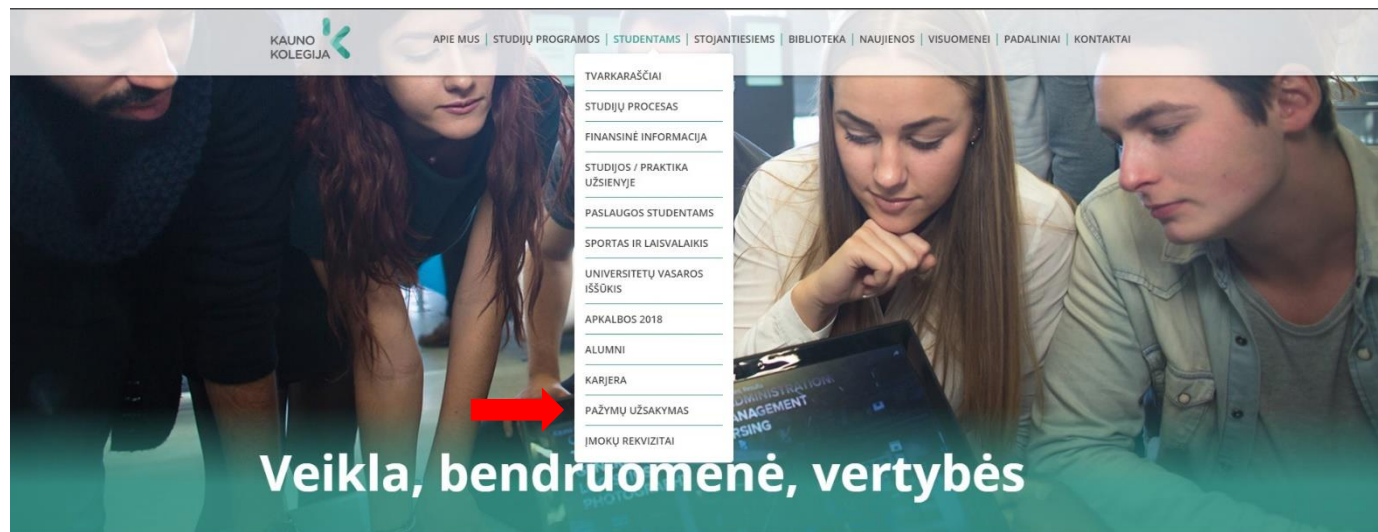 KAUNO
KOLEGIJA
APIE MUS | STUDIJŲ PROGRAMOS | STUDENTAMS | STOJANTIESIEMS | BIBLIOTEKA | NAUJIENOS | VISUOMENEI | PADALINIAI | KONTAKTAI
TVARKARAŠČIAI
STUDIJŲ PROCESAS
FINANSINĖ INFORMACIJA
STUDIJOS / PRAKTIKA
UŽSIENYJE
PASLAUGOS STUDENTAMS
SPORTAS IR LAISVALAIKIS
UNIVERSITETŲ VASAROS
IŠŠŪKIS
APKALBOS 2018
ALUMNI
KARJERA
PAŽYMŲ UŽSAKYMAS
ĮMOKŲ REKVIZITAI
Veikla, bendruomenė, vertybės